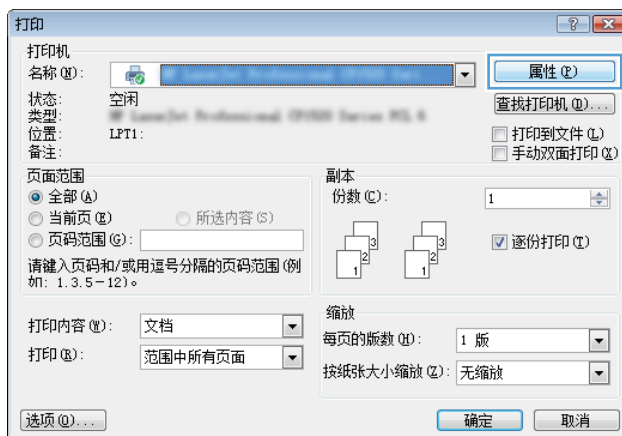 打印
打印机
名称(N):
属性(P)
状态: 空闲
类型:
查找打印机(D)...
位置: LPT1:
打印到文件(L)
备注:
手动双面打印(X)
页面范围
全部(A)
当前页(E) 所选内容(S)
页码范围(G):
请键入页码和/或用逗号分隔的页码范围(例
如: 1.3.5-12)。
副本
份数(C): 1
1 2 3
1 2 3
逐份打印(T)
打印内容(W): 文档
打印(R): 范围中所有页面
缩放
每页的版数(H): 1 版
按纸张大小缩放(Z): 无缩放
选项(O)...
确定
取消